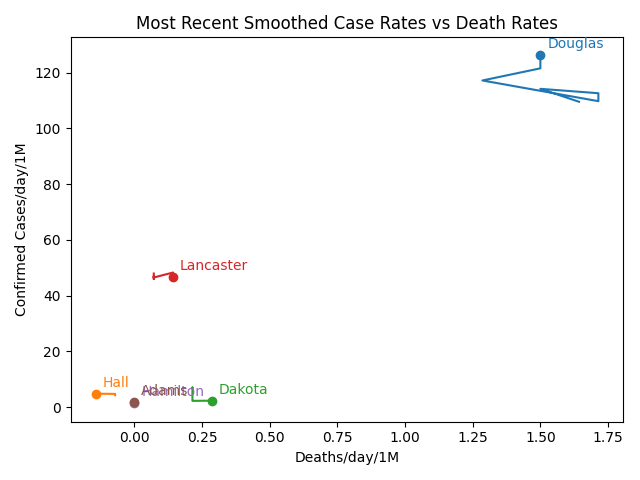 Most Recent Smoothed Case Rates vs Death Rates
Douglas
Lancaster
Hall
Adams
Hamilton
Dakota
Confirmed Cases/day/1M
120
100
80
60
40
20
0
0.00 0.25 0.50 0.75 1.00 1.25 1.50 1.75
Deaths/day/1M